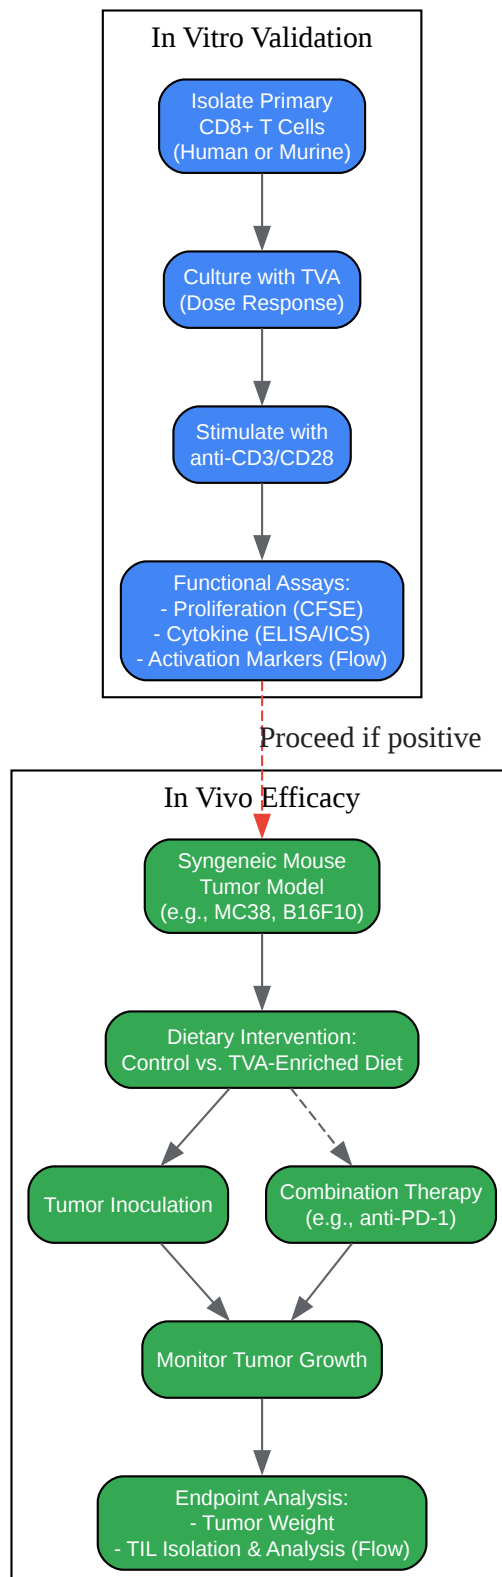 In Vitro Validation
Isolate Primary
CD8+ T Cells
(Human or Murine)
Culture with TVA
(Dose Response)
Stimulate with
anti-CD3/CD28
Functional Assays:
- Proliferation (CFSE)
- Cytokine (ELISA/ICS)
- Activation Markers (Flow)
Proceed if positive
In Vivo Efficacy
Syngeneic Mouse
Tumor Model
(e.g., MC38, B16F10)
Dietary Intervention:
Control vs. TVA-Enriched Diet
Tumor Inoculation
Combination Therapy
(e.g., anti-PD-1)
Monitor Tumor Growth
Endpoint Analysis:
- Tumor Weight
- TIL Isolation & Analysis (Flow)